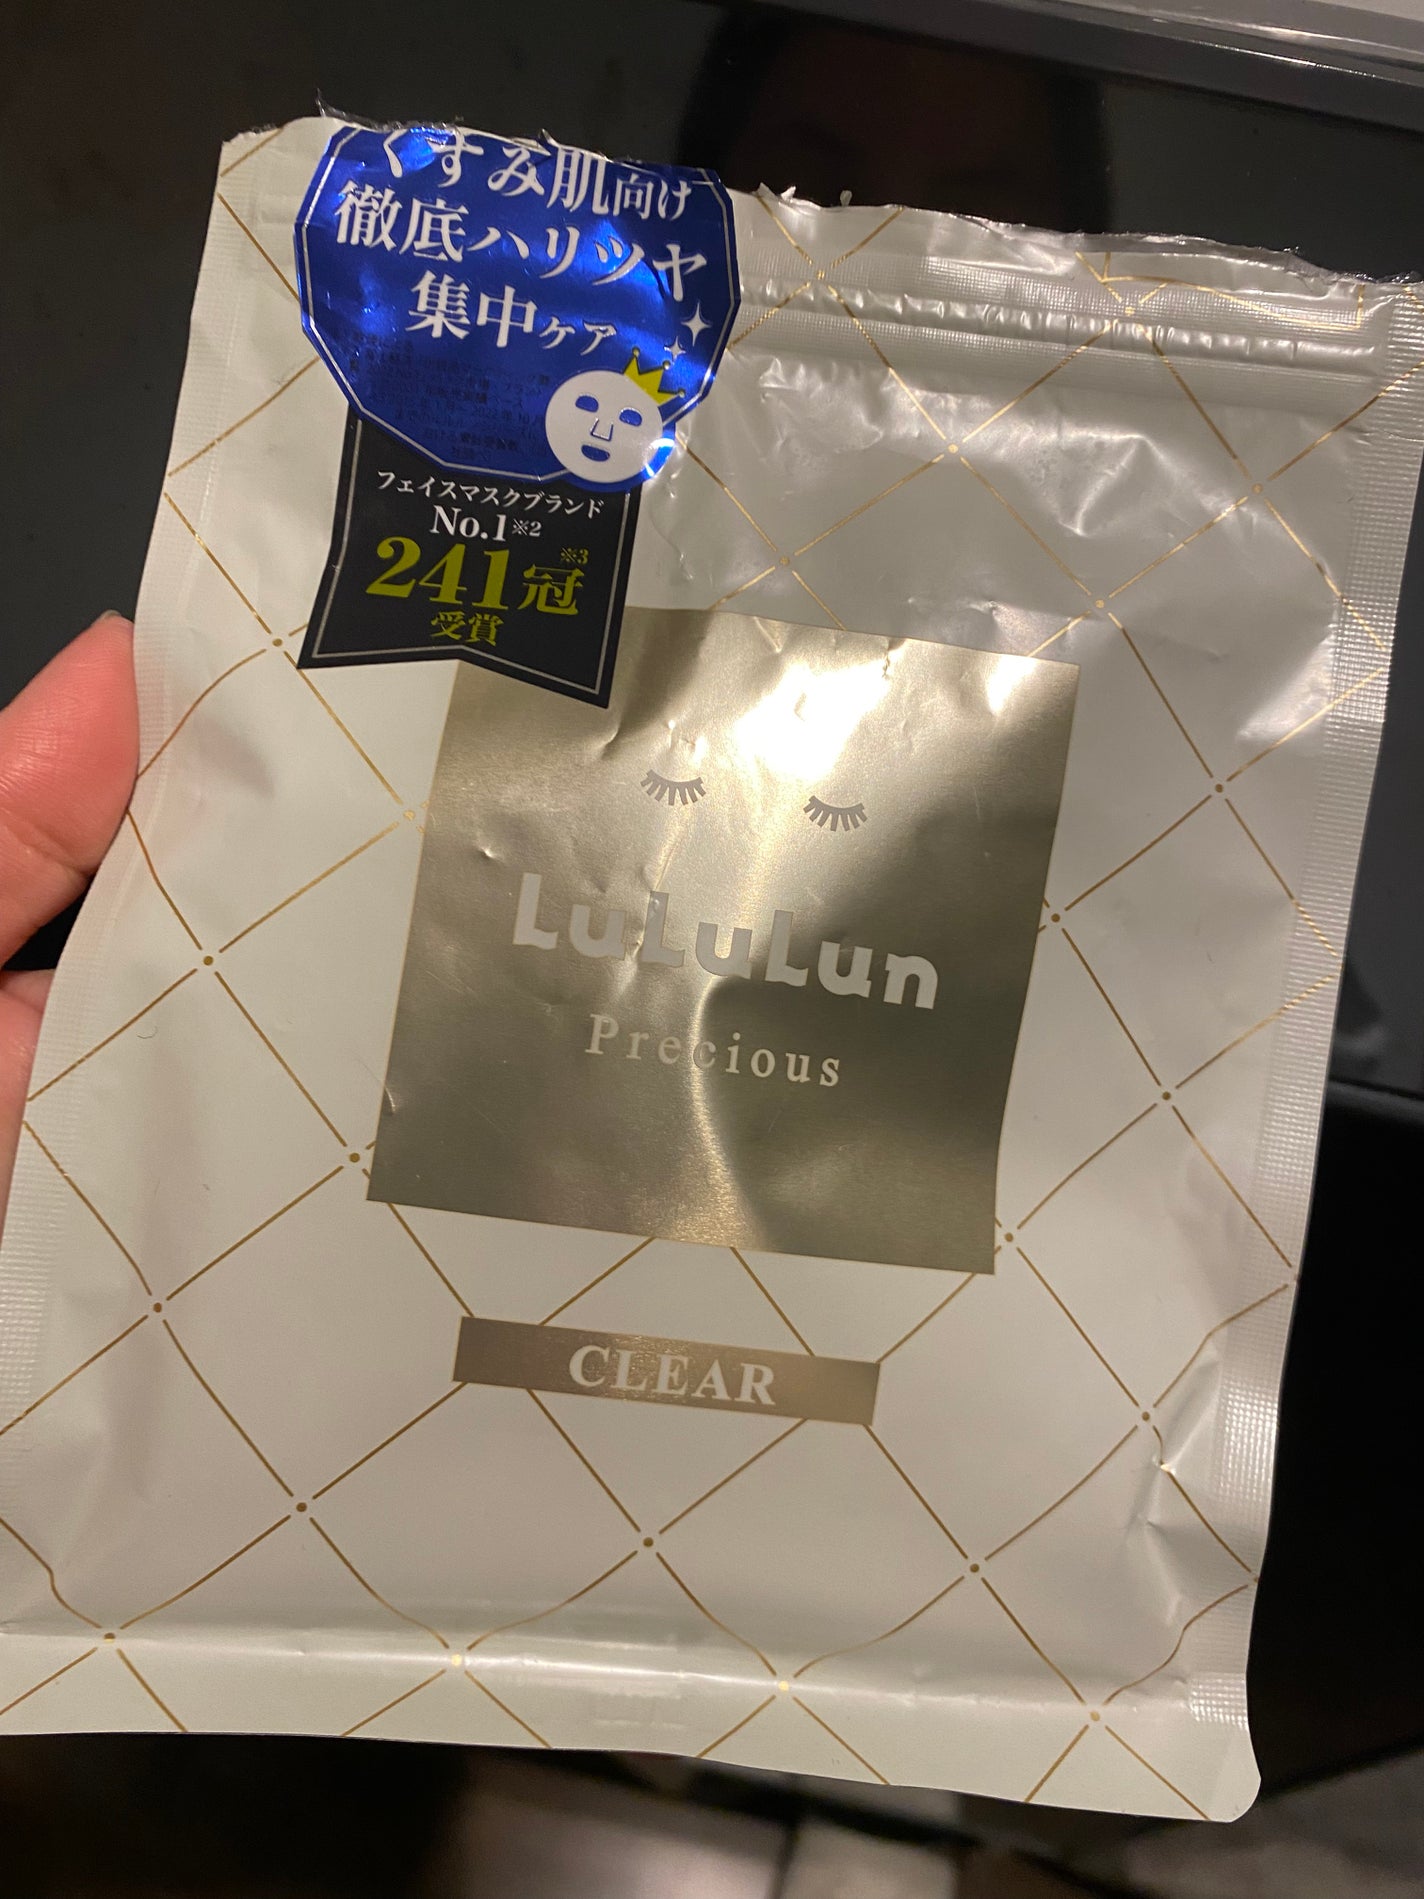 くすみ肌向け
徹底ハリツヤ
集中ケア
フェイスマスクブランド
No.1※2
241冠※3
受賞
LuLuLun
Precious
CLEAR